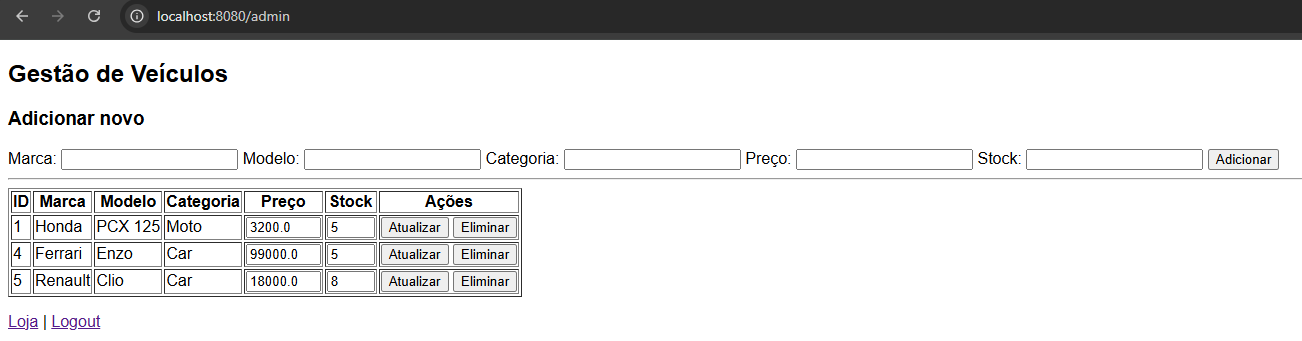 localhost:8080/admin
Gestão de Veículos
Adicionar novo
Marca: Modelo: Categoria: Preço: Stock: Adicionar
ID Marca Modelo Categoria Preço Stock Ações
1 Honda PCX 125 Moto 3200.0 5 Atualizar Eliminar
4 Ferrari Enzo Car 99000.0 5 Atualizar Eliminar
5 Renault Clio Car 18000.0 8 Atualizar Eliminar
Loja | Logout